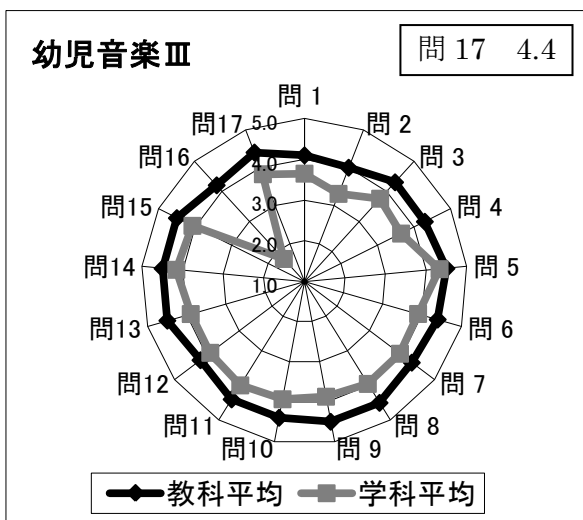 幼児音楽Ⅲ
問 17 4.4
問 1
問 2
問 3
問 4
問 5
問 6
問 7
問 8
問 9
問10
問11
問12
問13
問14
問15
問16
問17
5.0
4.0
3.0
2.0
1.0
教科平均 学科平均